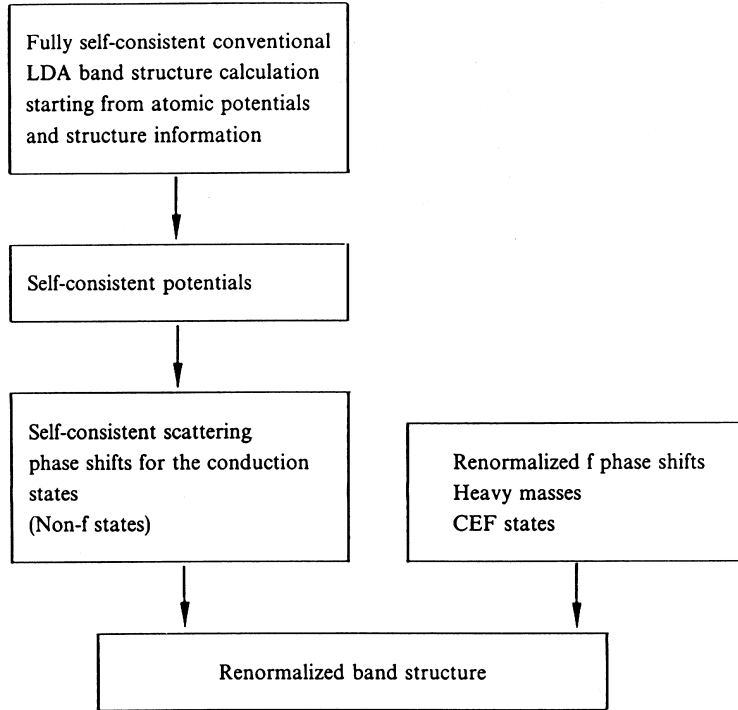 Fully self-consistent conventional
LDA band structure calculation
starting from atomic potentials
and structure information
Self-consistent potentials
Self-consistent scattering
phase shifts for the conduction
states
(Non-f states)
Renormalized f phase shifts
Heavy masses
CEF states
Renormalized band structure